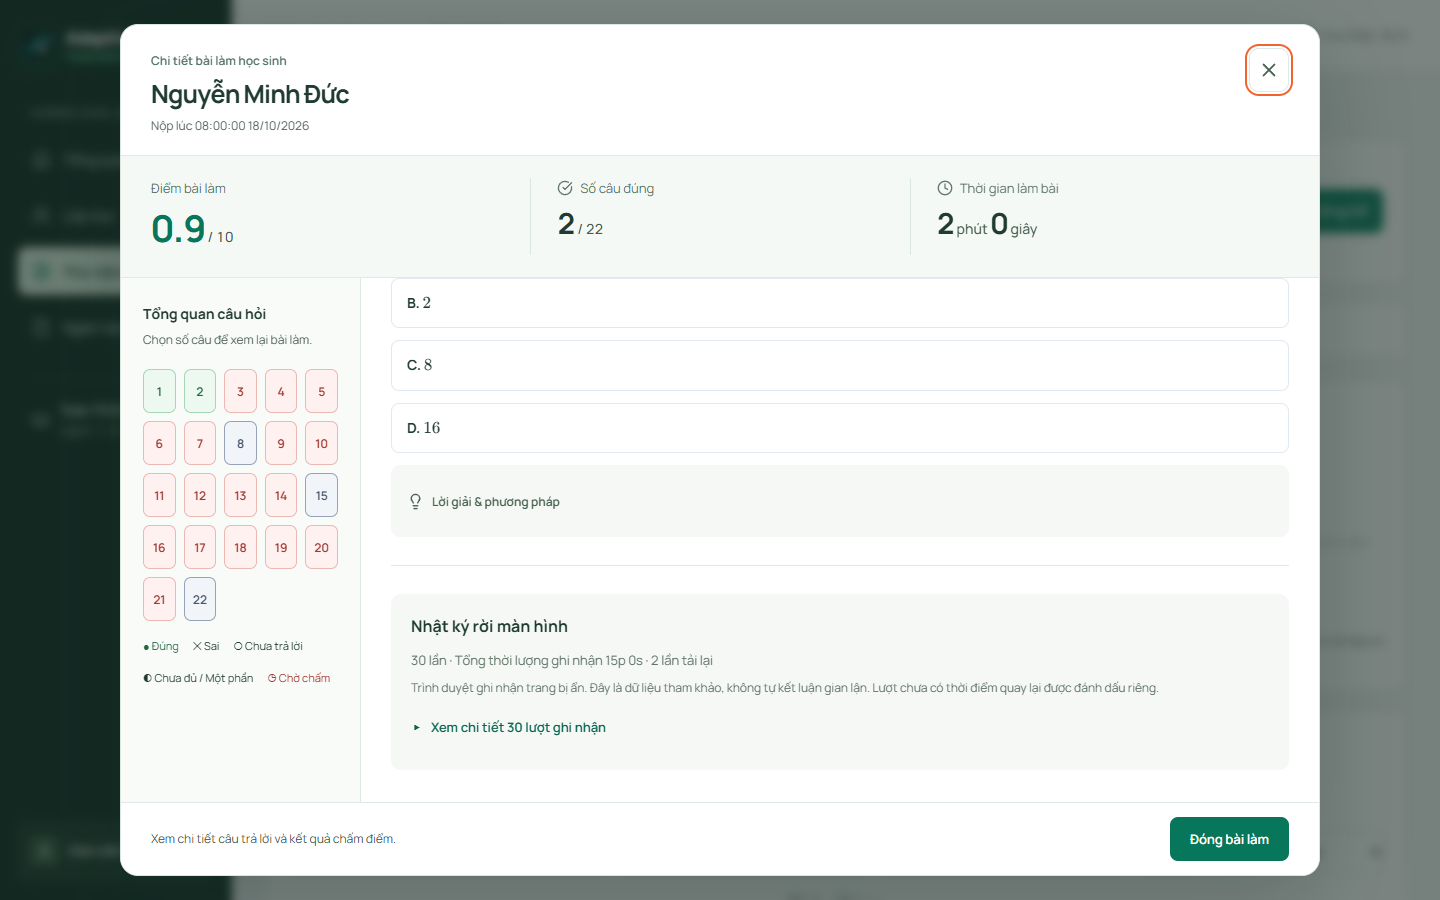 Chi tiết bài làm học sinh
Nguyễn Minh Đức
Nộp lúc 08:00:00 18/10/2026
Điểm bài làm
0.9 / 10
Số câu đúng
2 / 22
Thời gian làm bài
2 phút 0 giây
Tổng quan câu hỏi
Chọn số câu để xem lại bài làm.
1 2 3 4 5
6 7 8 9 10
11 12 13 14 15
16 17 18 19 20
21 22
Đúng Sai Chưa trả lời
Chưa đủ / Một phần Chờ chấm
B. 2
C. 8
D. 16
Lời giải & phương pháp
Nhật ký rời màn hình
30 lần · Tổng thời lượng ghi nhận 15p 0s · 2 lần tải lại
Trình duyệt ghi nhận trang bị ẩn. Đây là dữ liệu tham khảo, không tự kết luận gian lận. Lượt chưa có thời điểm quay lại được đánh dấu riêng.
Xem chi tiết 30 lượt ghi nhận
Xem chi tiết câu trả lời và kết quả chấm điểm.
Đóng bài làm